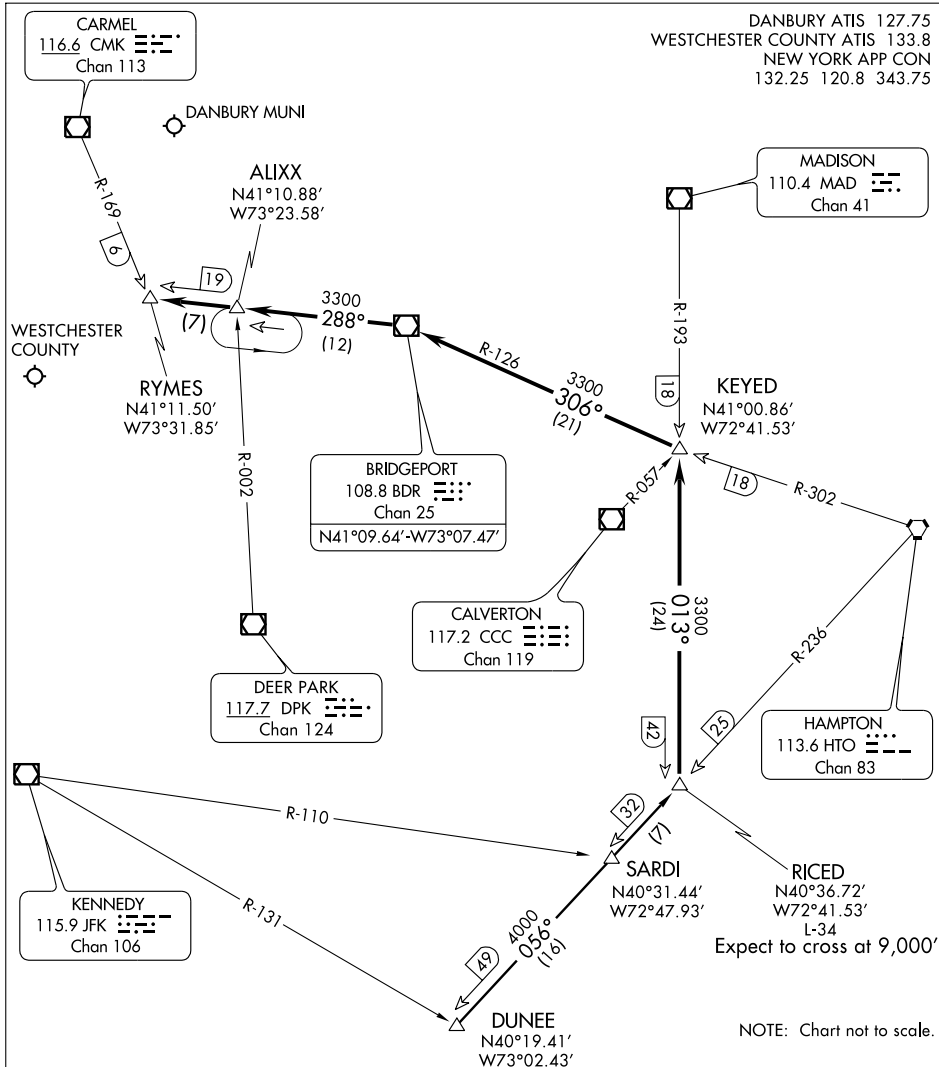 DANBURY ATIS 127.75
WESTCHESTER COUNTY ATIS 133.8
NEW YORK APP CON
132.25 120.8 343.75
CARMEL
116.6 CMK
Chan 113
DANBURY MUNI
ALIXX
N41°10.88'
W73°23.58'
MADISON
110.4 MAD
Chan 41
R-169
6
19
(7)
3300
288°
(12)
R-193
18
WESTCHESTER
COUNTY
RYMES
N41°11.50'
W73°31.85'
R-126
3300
306°
(21)
KEYED
N41°00.86'
W72°41.53'
R-002
BRIDGEPORT
108.8 BDR
Chan 25
N41°09.64'-W73°07.47'
R-057
18
R-302
CALVERTON
117.2 CCC
Chan 119
3300
013°
(24)
R-236
DEER PARK
117.7 DPK
Chan 124
HAMPTON
113.6 HTO
Chan 83
42
25
R-110
32
(7)
SARDI
N40°31.44'
W72°47.93'
RICED
N40°36.72'
W72°41.53'
L-34
Expect to cross at 9,000'
KENNEDY
115.9 JFK
Chan 106
R-131
4000
056°
(16)
49
DUNEE
N40°19.41'
W73°02.43'
NOTE: Chart not to scale.